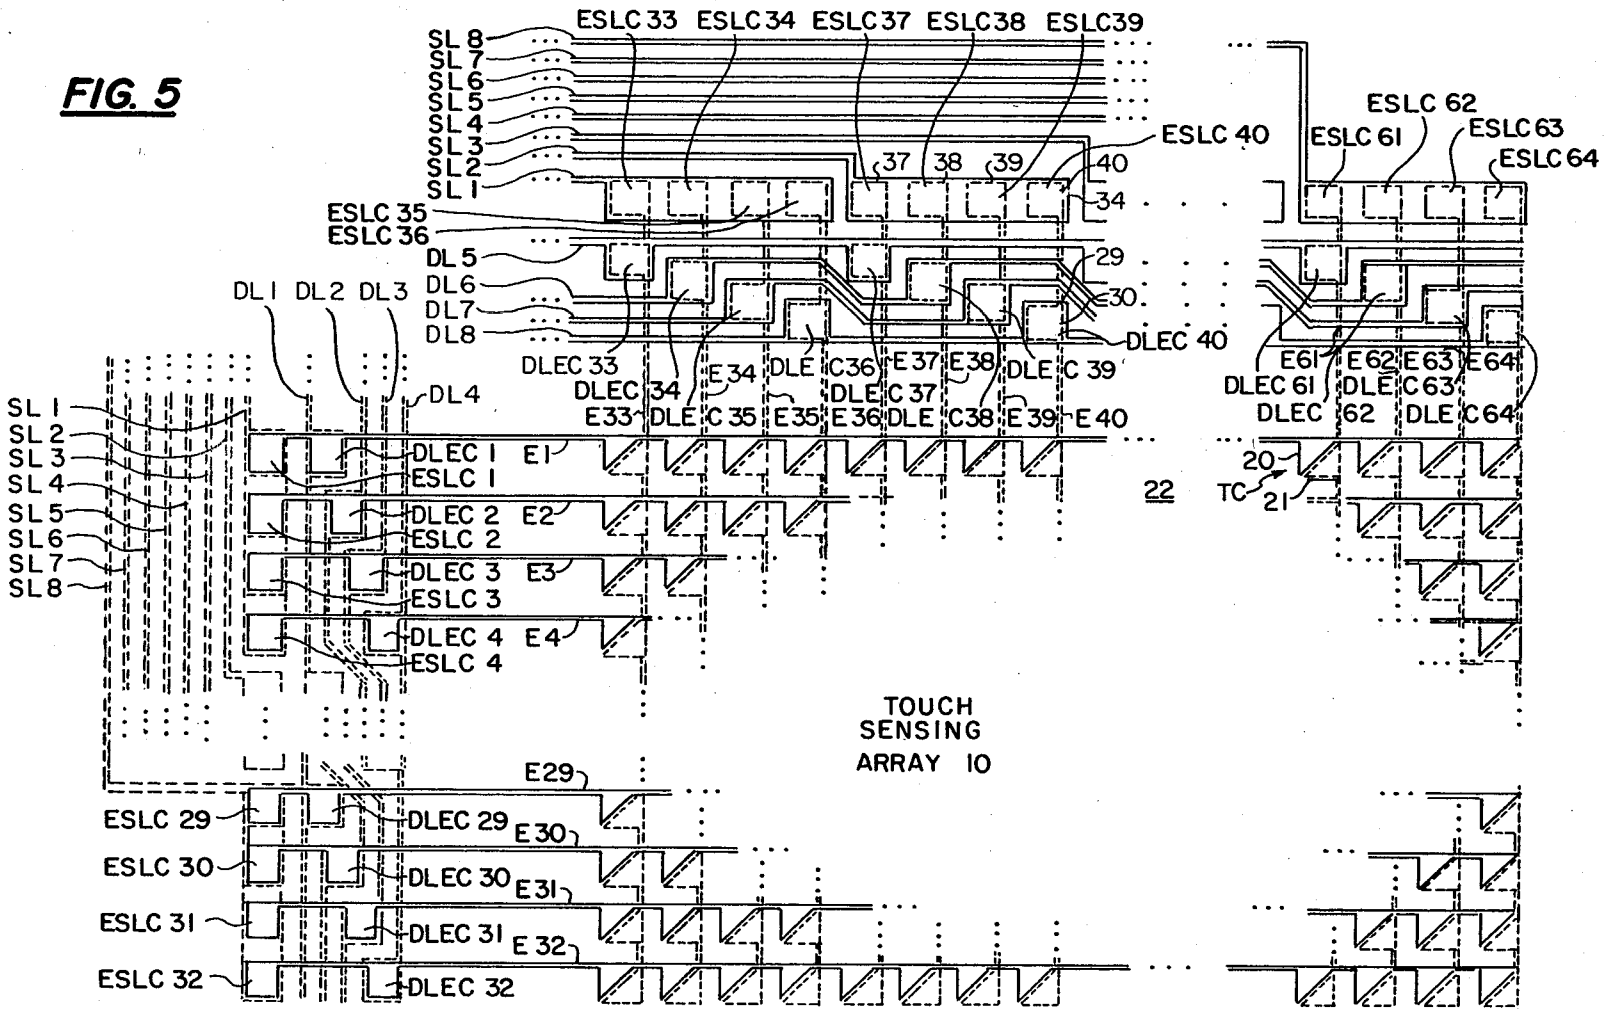 FIG. 5
ESLC 33 ESLC 34 ESLC 37 ESLC 38 ESLC 39
SL 8
SL 7
SL 6
SL 5
SL 4
SL 3
SL 2
SL 1
ESLC 40
ESLC 61
ESLC 62
ESLC 63
ESLC 64
37 38 39 40
34
ESLC 35
ESLC 36
DL 5
DL 6
DL 7
DL 8
29
30
DLEC 40
DL 1 DL 2 DL 3
DL 4
DLEC 33
DLEC 34
E34
DLE C36
E37
E38
DLE C 39
DLE C 37
E33 DLE C35 E35 E36 DLE C38 E39 E 40
E61 E62 E63 E64
DLEC 61 DLE C63
DLEC 62 DLE C64
SL 1
SL 2
SL 3
SL 4
SL 5
SL 6
SL 7
SL 8
DLEC 1 E1
ESLC 1
DLEC 2 E2
ESLC 2
DLEC 3 E3
ESLC 3
DLEC 4 E4
ESLC 4
20
TC
21
22
TOUCH
SENSING
ARRAY 10
E29
ESLC 29 DLEC 29
E 30
ESLC 30 DLEC 30
E31
ESLC 31 DLEC 31
E 32
ESLC 32 DLEC 32